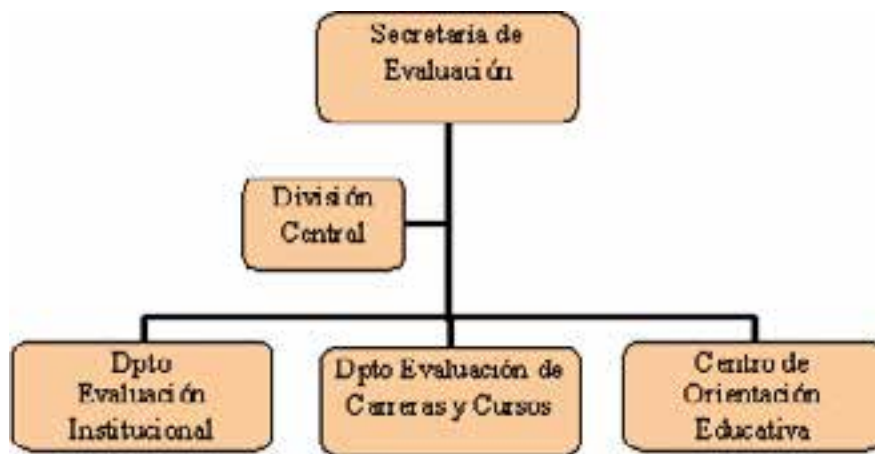 Secretaria de
Evaluación
División
Central
Dpto
Evaluación
Institucional
Dpto Evaluación de
Carreras y Cursos
Centro de
Orientación
Educativa